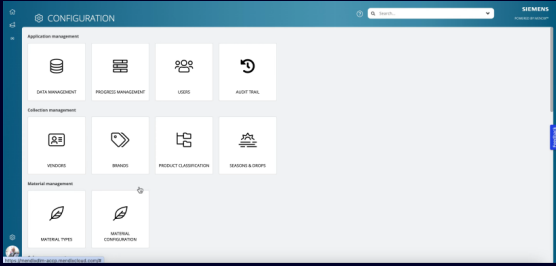 CONFIGURATION
Search...
SIEMENS
Application management
DATA MANAGEMENT
PROGRESS MANAGEMENT
USERS
AUDIT TRAIL
Collection management
VENDORS
BRANDS
PRODUCT CLASSIFICATION
SEASONS & DROPS
Material management
MATERIAL TYPES
MATERIAL
CONFIGURATION
Feedback